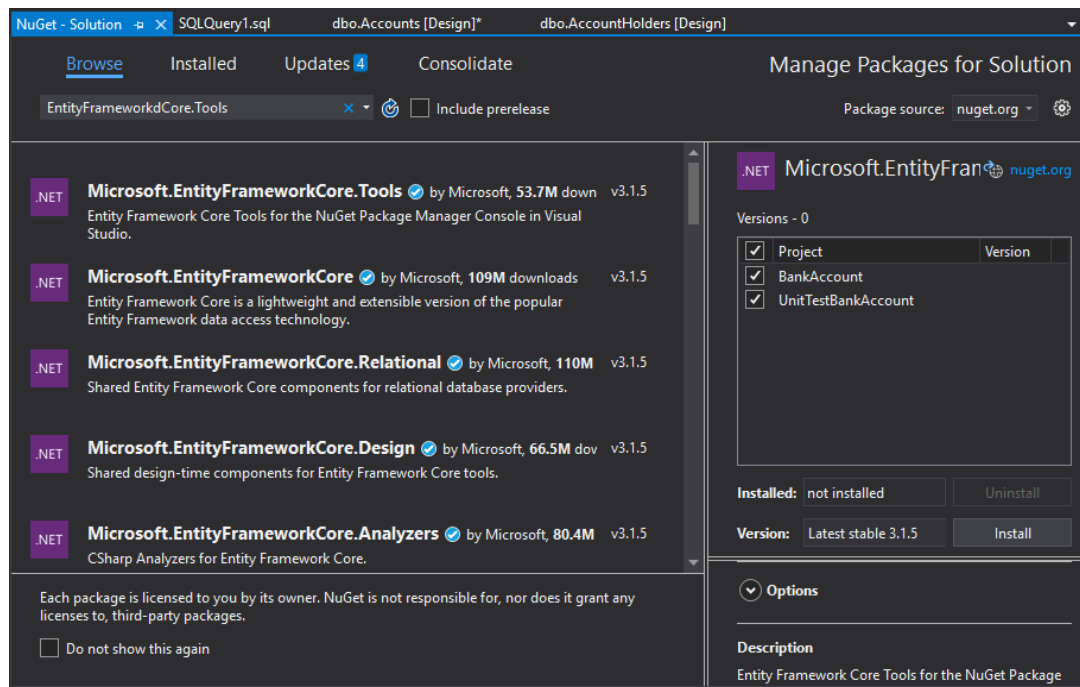 NuGet - Solution SQLQuery1.sql dbo.Accounts [Design]* dbo.AccountHolders [Design]
Browse Installed Updates 4 Consolidate Manage Packages for Solution
EntityFrameworkdCore.Tools Include prerelease Package source: nuget.org
.NET Microsoft.EntityFrameworkCore.Tools by Microsoft, 53.7M down v3.1.5
Entity Framework Core Tools for the NuGet Package Manager Console in Visual
Studio.
.NET Microsoft.EntityFrameworkCore by Microsoft, 109M downloads v3.1.5
Entity Framework Core is a lightweight and extensible version of the popular
Entity Framework data access technology.
.NET Microsoft.EntityFrameworkCore.Relational by Microsoft, 110M v3.1.5
Shared Entity Framework Core components for relational database providers.
.NET Microsoft.EntityFrameworkCore.Design by Microsoft, 66.5M dov v3.1.5
Shared design-time components for Entity Framework Core tools.
.NET Microsoft.EntityFrameworkCore.Analyzers by Microsoft, 80.4M v3.1.5
CSharp Analyzers for Entity Framework Core.
Each package is licensed to you by its owner. NuGet is not responsible for, nor does it grant any
licenses to, third-party packages.
Do not show this again
.NET Microsoft.EntityFran nuget.org
Versions - 0
Project Version
BankAccount
UnitTestBankAccount
Installed: not installed Uninstall
Version: Latest stable 3.1.5 Install
Options
Description
Entity Framework Core Tools for the NuGet Package